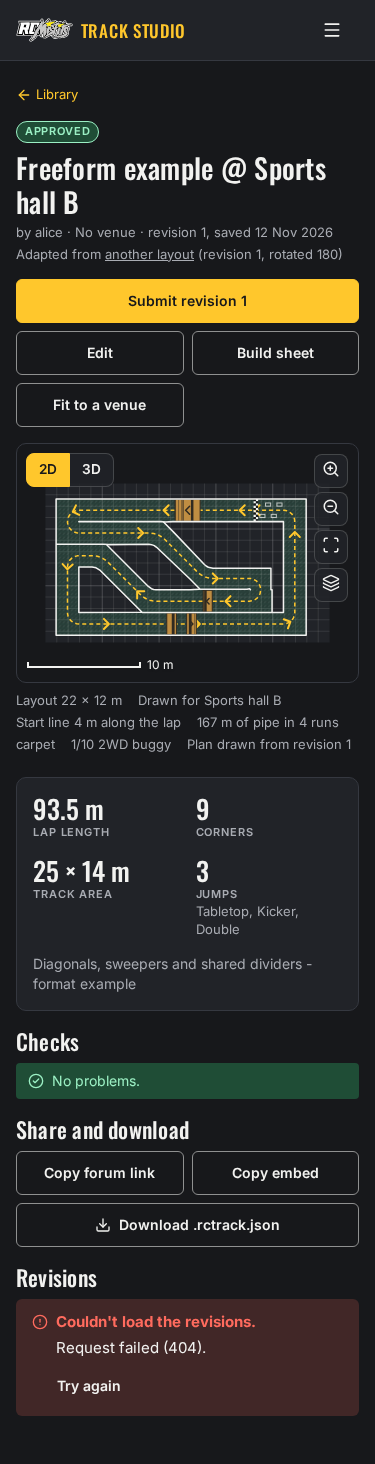 RC
TRACK STUDIO
Library
APPROVED
Freeform example @ Sports
hall B
by alice · No venue · revision 1, saved 12 Nov 2026
Adapted from another layout (revision 1, rotated 180)
Submit revision 1
Edit
Build sheet
Fit to a venue
2D
3D
10 m
Layout 22 × 12 m Drawn for Sports hall B
Start line 4 m along the lap 167 m of pipe in 4 runs
carpet 1/10 2WD buggy Plan drawn from revision 1
93.5 m
LAP LENGTH
9
CORNERS
25 × 14 m
TRACK AREA
3
JUMPS
Tabletop, Kicker,
Double
Diagonals, sweepers and shared dividers -
format example
Checks
No problems.
Share and download
Copy forum link
Copy embed
Download .rctrack.json
Revisions
Couldn't load the revisions.
Request failed (404).
Try again